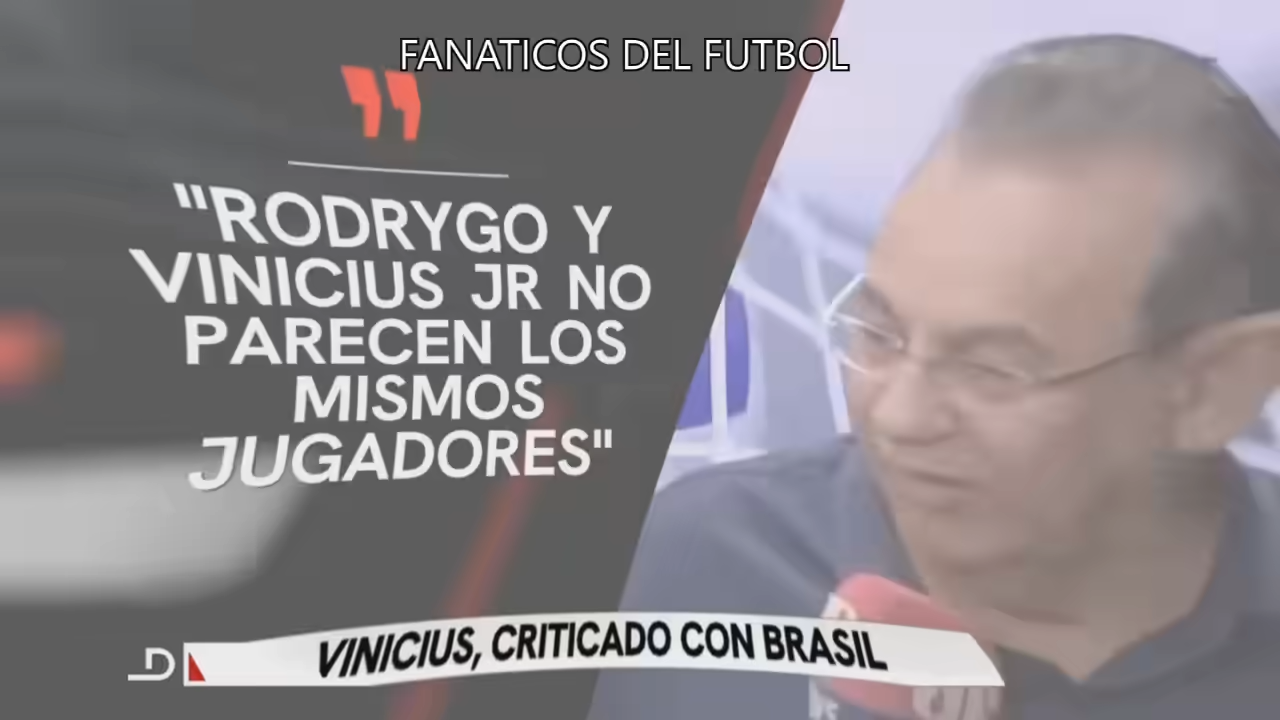 FANATICOS DEL FUTBOL
"RODRYGO Y
VINICIUS JR NO
PARECEN LOS
MISMOS
JUGADORES"
VINICIUS, CRITICADO CON BRASIL